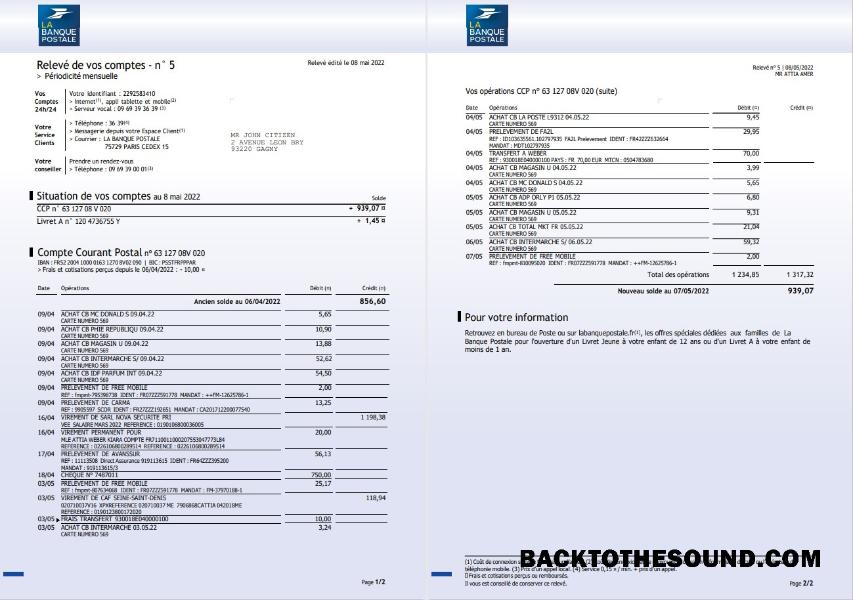 LA
BANQUE
POSTALE
Relevé de vos comptes - n° 5
> Périodicité mensuelle
Relevé édité le 08 mai 2022
Vos Comptes 24h/24
Votre identifiant : 2292583410
> Internet(1), appli tablette et mobile(2)
> Serveur vocal : 09 69 39 36 39 (3)
Votre Service Clients
> Téléphone : 36 39(4)
> Messagerie depuis votre Espace Client(1)
> Courrier : LA BANQUE POSTALE
75729 PARIS CEDEX 15
MR JOHN CITIZEN
2 AVENUE LEON BRY
93220 GAGNY
Votre conseiller
Prendre un rendez-vous
> Téléphone : 09 69 39 00 01(3)
Situation de vos comptes au 8 mai 2022
Solde
CCP n° 63 127 08 V 020 + 939,07 ¤
Livret A n° 120 4736755 Y + 1,45 ¤
Compte Courant Postal n° 63 127 08V 020
IBAN : FR52 2004 1000 0163 1270 8V02 090 | BIC : PSSTFRPPPAR
> Frais et cotisations perçus depuis le 06/04/2022 : - 10,00 ¤
Date Opérations Débit (¤) Crédit (¤)
Ancien solde au 06/04/2022 856,60
09/04 ACHAT CB MC DONALD S 09.04.22 5,65
CARTE NUMERO 569
09/04 ACHAT CB PHIE REPUBLIQU 09.04.22 10,90
CARTE NUMERO 569
09/04 ACHAT CB MAGASIN U 09.04.22 13,88
CARTE NUMERO 569
09/04 ACHAT CB INTERMARCHE S/ 09.04.22 52,62
CARTE NUMERO 569
09/04 ACHAT CB IDF PARFUM INT 09.04.22 54,50
CARTE NUMERO 569
09/04 PRELEVEMENT DE FREE MOBILE 2,00
REF : fmpmt-795398738 IDENT : FR07ZZZ591778 MANDAT : ++FM-12625786-1
09/04 PRELEVEMENT DE CARMA 13,25
REF : 9905597 SCOR IDENT : FR27ZZZ192651 MANDAT : CA201712200077540
16/04 VIREMENT DE SARL NOVA SECURITE PRI 1 198,38
VEE SALAIRE MARS 2022 REFERENCE : 0190106800036005
16/04 VIREMENT PERMANENT POUR 20,00
MLE ATTIA WEBER KIARA COMPTE FR7110011000207553047773L84
REFERENCE : 0226106800289514 REFERENCE : 0226106800289514
17/04 PREVELEMENT DE AVANSSUR 56,13
REF : 11113508 Direct Assurance 919113615 IDENT : FR64ZZZ395200
MANDAT : 919113615/3
18/04 CHEQUE N° 7487011 750,00
03/05 PRELEVEMENT DE FREE MOBILE 25,17
REF : fmpmt-807634068 IDENT : FR07ZZZ591778 MANDAT : FM-37970188-1
03/05 VIREMENT DE CAF SEINE-SAINT-DENIS 118,94
020710037V16 XPXREFERENCE 020710037 ME 7906868CATTIA 042018ME
REFERENCE : 0190123800172020
03/05 FRAIS TRANSFERT 930018E040000100 10,00
03/05 ACHAT CB INTERMARCHE 03.05.22 3,24
CARTE NUMERO 569
Page 1/2
LA
BANQUE
POSTALE
Relevé n° 5 | 08/05/2022
MR ATTIA AMER
Vos opérations CCP n° 63 127 08V 020 (suite)
Date Opérations Débit (¤) Crédit (¤)
04/05 ACHAT CB LA POSTE L9312 04.05.22 9,45
CARTE NUMERO 569
04/05 PRELEVEMENT DE FA2L 29,95
REF : ID103635561.102797935 FA2L Prelevement IDENT : FR42ZZZ532664
MANDAT : MDT102797935
04/05 TRANSFERT A WEBER 70,00
REF : 930018E040000100 PAYS : FR 70,00 EUR MTCN : 0504783680
04/05 ACHAT CB MAGASIN U 04.05.22 3,99
CARTE NUMERO 569
04/05 ACHAT CB MC DONALD S 04.05.22 5,65
CARTE NUMERO 569
05/05 ACHAT CB ADP ORLY P1 05.05.22 6,80
CARTE NUMERO 569
05/05 ACHAT CB MAGASIN U 05.05.22 9,31
CARTE NUMERO 569
05/05 ACHAT CB TOTAL MKT FR 05.05.22 21,04
CARTE NUMERO 569
06/05 ACHAT CB INTERMARCHE S/ 06.05.22 59,32
CARTE NUMERO 569
07/05 PRELEVEMENT DE FREE MOBILE 2,00
REF : fmpmt-810095020 IDENT : FR07ZZZ591778 MANDAT : ++FM-12625786-1
Total des opérations 1 234,85 1 317,32
Nouveau solde au 07/05/2022 939,07
Pour votre information
Retrouvez en bureau de Poste ou sur labanquepostale.fr(1), les offres spéciales dédiées aux familles de La
Banque Postale pour l'ouverture d'un Livret Jeune à votre enfant de 12 ans ou d'un Livret A à votre enfant de
moins de 1 an.
BACKTOTHESOUND.COM
(1) Coût de connexion
téléphonie mobile. (3) Prix d'un appel local. (4) Service 0,15 ¤ / min. + prix d'un appel.
Frais et cotisations perçus ou remboursés.
Il vous est conseillé de conserver ce relevé.
Page 2/2